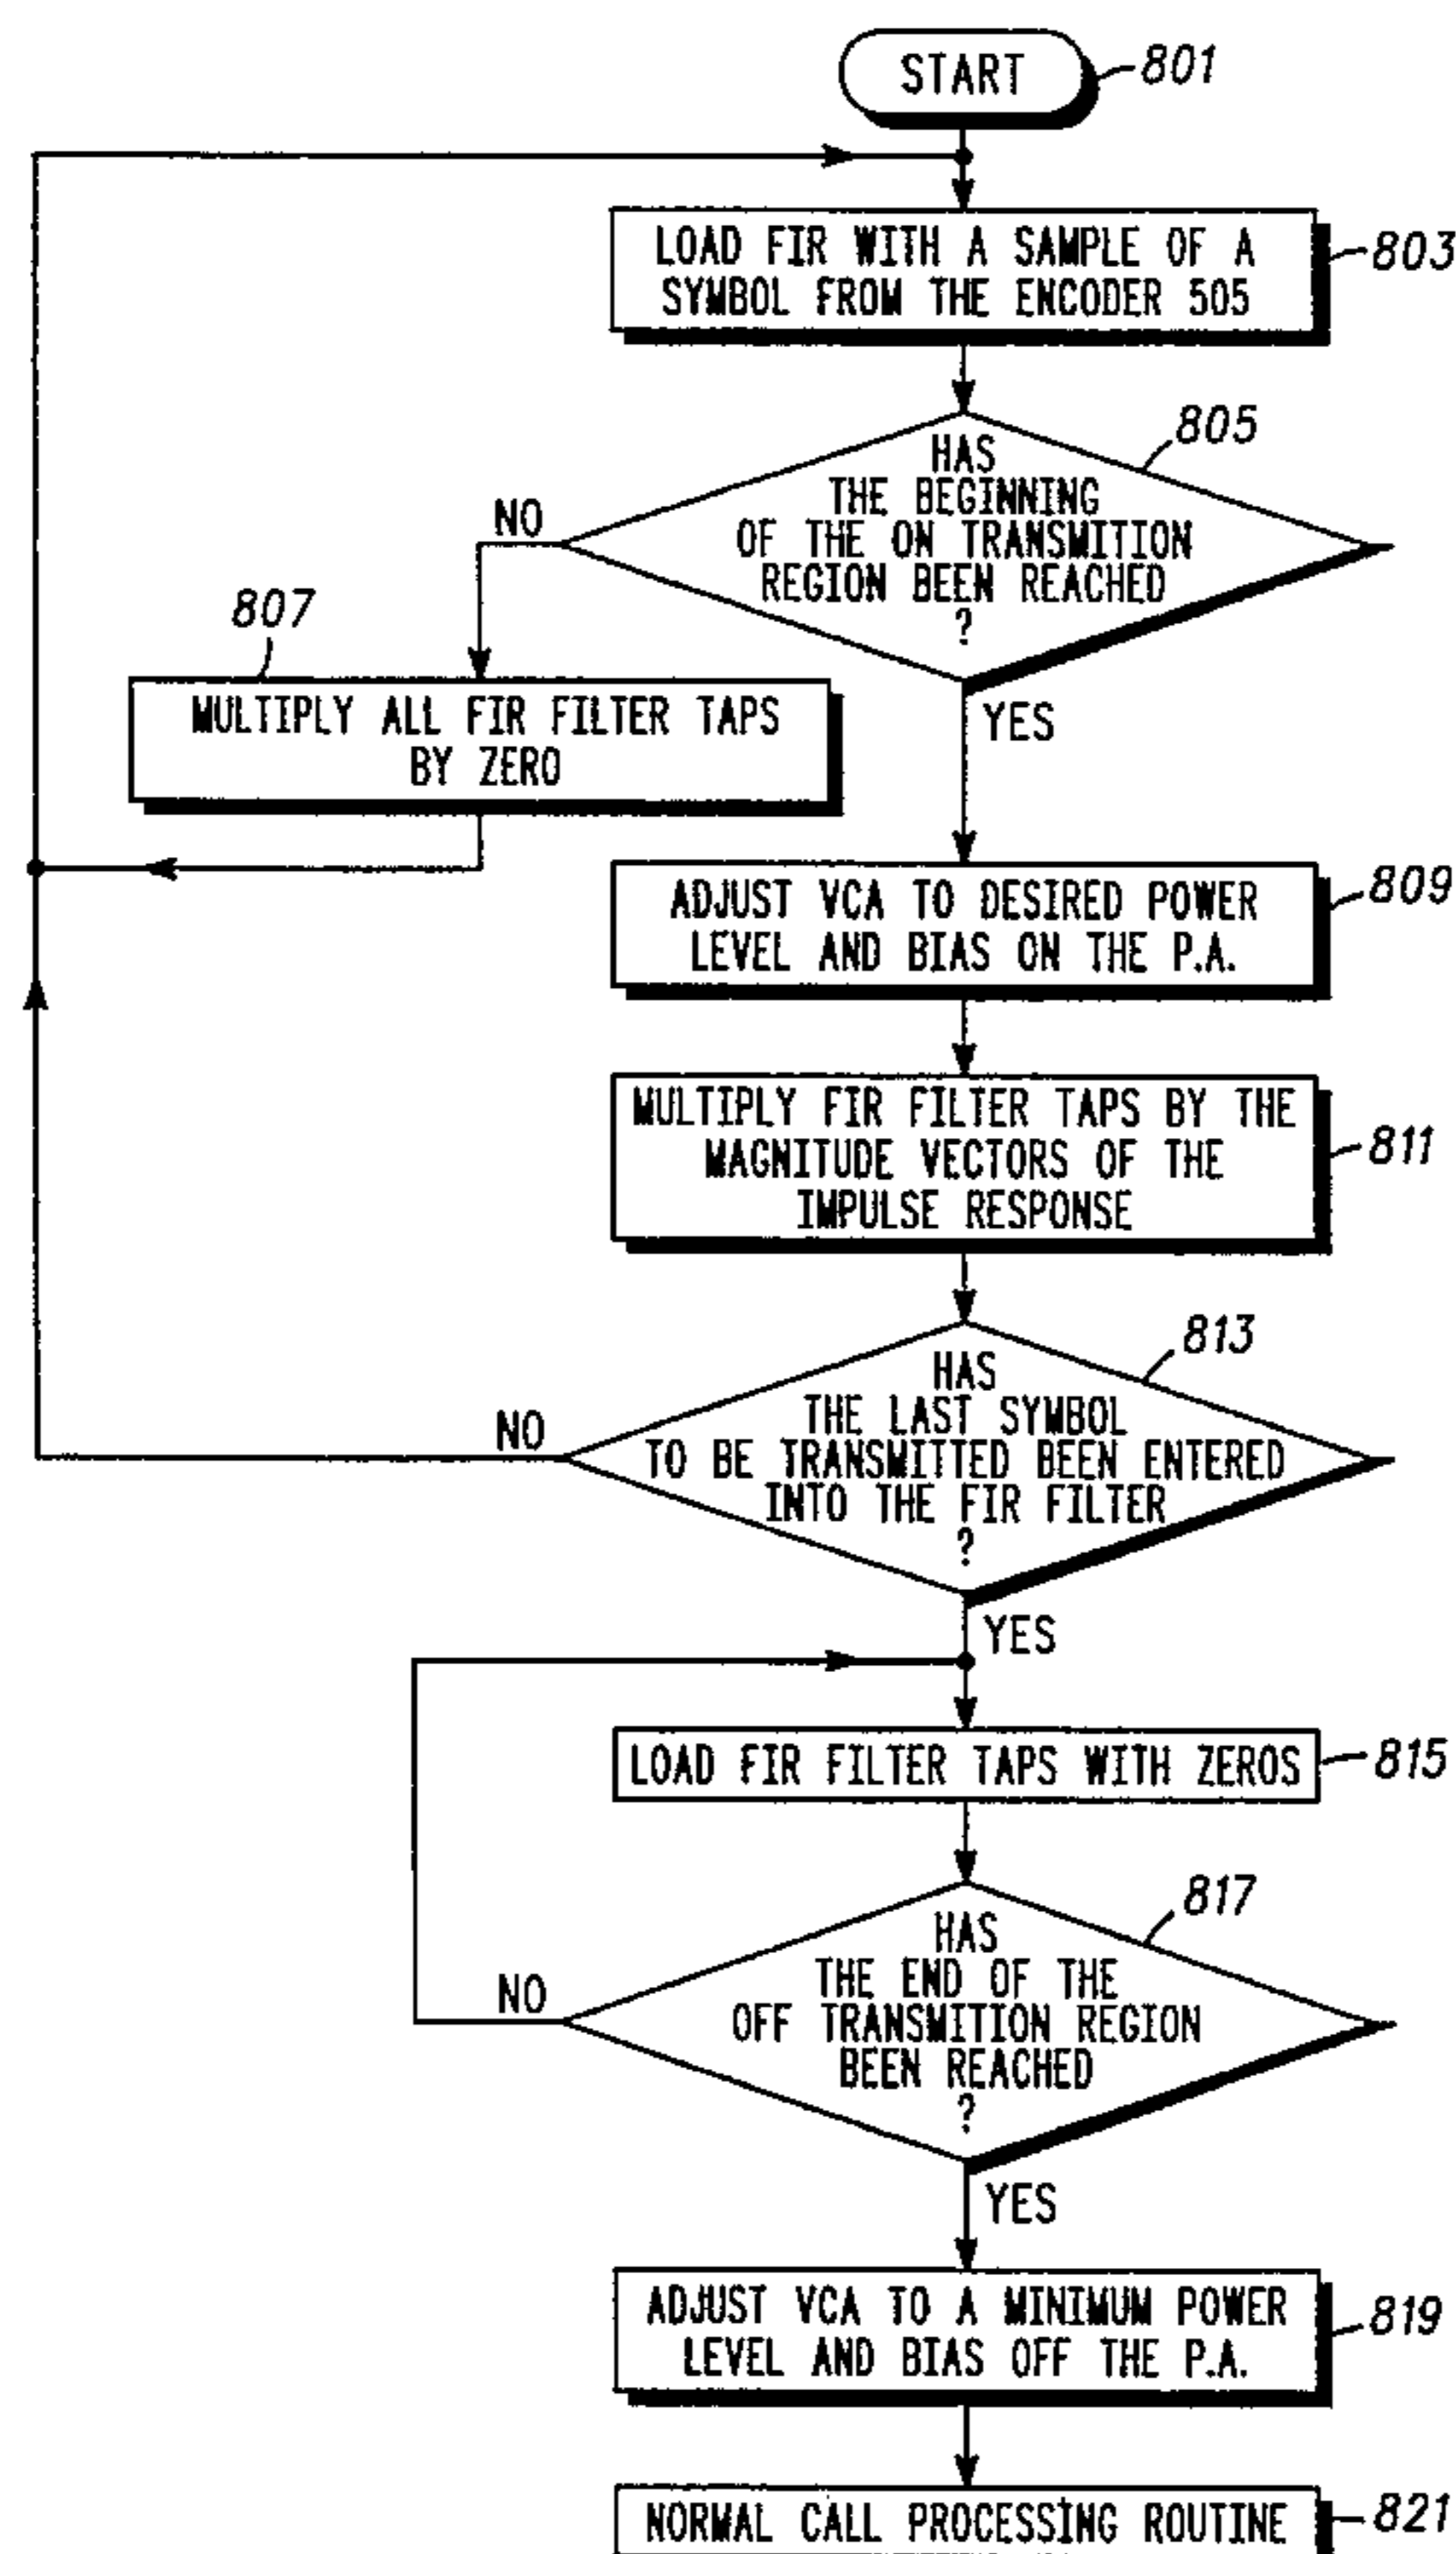 START
801
LOAD FIR WITH A SAMPLE OF A
SYMBOL FROM THE ENCODER 505
803
HAS
THE BEGINNING
OF THE ON TRANSMITION
REGION BEEN REACHED
?
805
NO
YES
807
MULTIPLY ALL FIR FILTER TAPS
BY ZERO
ADJUST VCA TO DESIRED POWER
LEVEL AND BIAS ON THE P.A.
809
MULTIPLY FIR FILTER TAPS BY THE
MAGNITUDE VECTORS OF THE
IMPULSE RESPONSE
811
HAS
THE LAST SYMBOL
TO BE TRANSMITTED BEEN ENTERED
INTO THE FIR FILTER
?
813
NO
YES
LOAD FIR FILTER TAPS WITH ZEROS
815
HAS
THE END OF THE
OFF TRANSMITION REGION
BEEN REACHED
?
817
NO
YES
ADJUST VCA TO A MINIMUM POWER
LEVEL AND BIAS OFF THE P.A.
819
NORMAL CALL PROCESSING ROUTINE
821